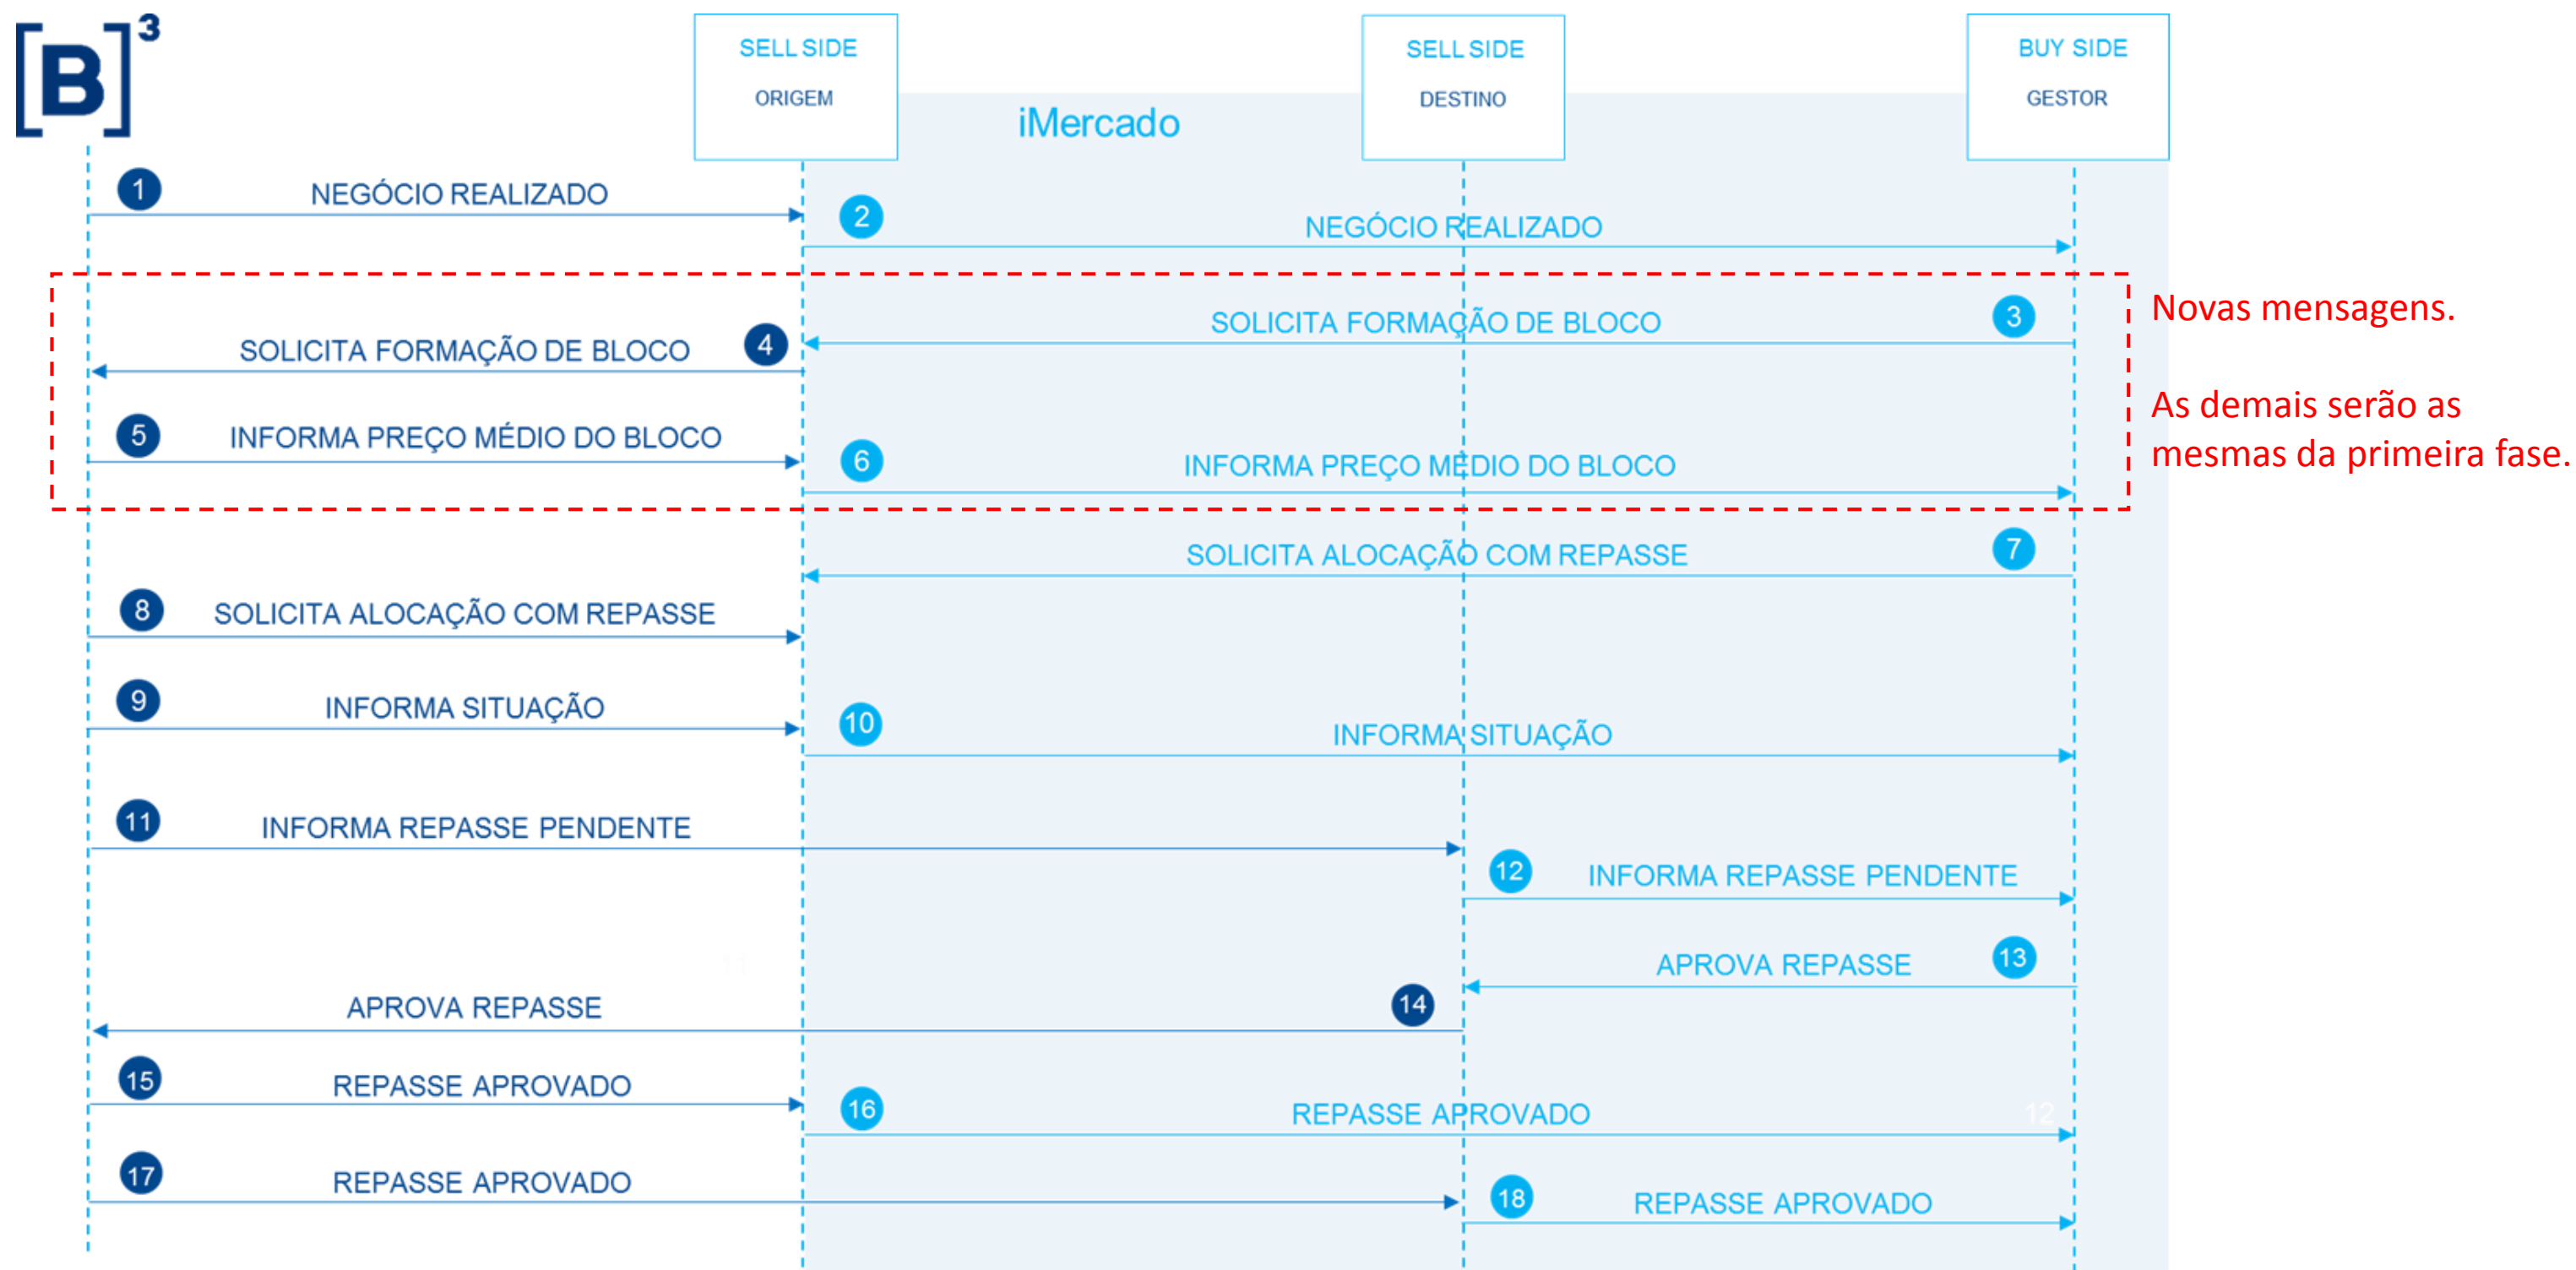 [B]³
SELL SIDE
ORIGEM
SELL SIDE
DESTINO
BUY SIDE
GESTOR
iMercado
1 NEGÓCIO REALIZADO
2 NEGÓCIO REALIZADO
3 SOLICITA FORMAÇÃO DE BLOCO
4 SOLICITA FORMAÇÃO DE BLOCO
5 INFORMA PREÇO MÉDIO DO BLOCO
6 INFORMA PREÇO MÉDIO DO BLOCO
Novas mensagens.
As demais serão as
mesmas da primeira fase.
7 SOLICITA ALOCAÇÃO COM REPASSE
8 SOLICITA ALOCAÇÃO COM REPASSE
9 INFORMA SITUAÇÃO
10 INFORMA SITUAÇÃO
11 INFORMA REPASSE PENDENTE
12 INFORMA REPASSE PENDENTE
11
13 APROVA REPASSE
14 APROVA REPASSE
15 REPASSE APROVADO
16 REPASSE APROVADO
12
17 REPASSE APROVADO
18 REPASSE APROVADO